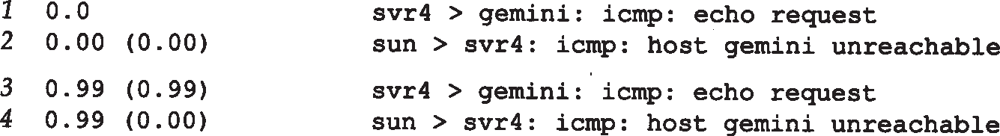 1 0.0 svr4 > gemini: icmp: echo request
2 0.00 (0.00) sun > svr4: icmp: host gemini unreachable
3 0.99 (0.99) svr4 > gemini: icmp: echo request
4 0.99 (0.00) sun > svr4: icmp: host gemini unreachable